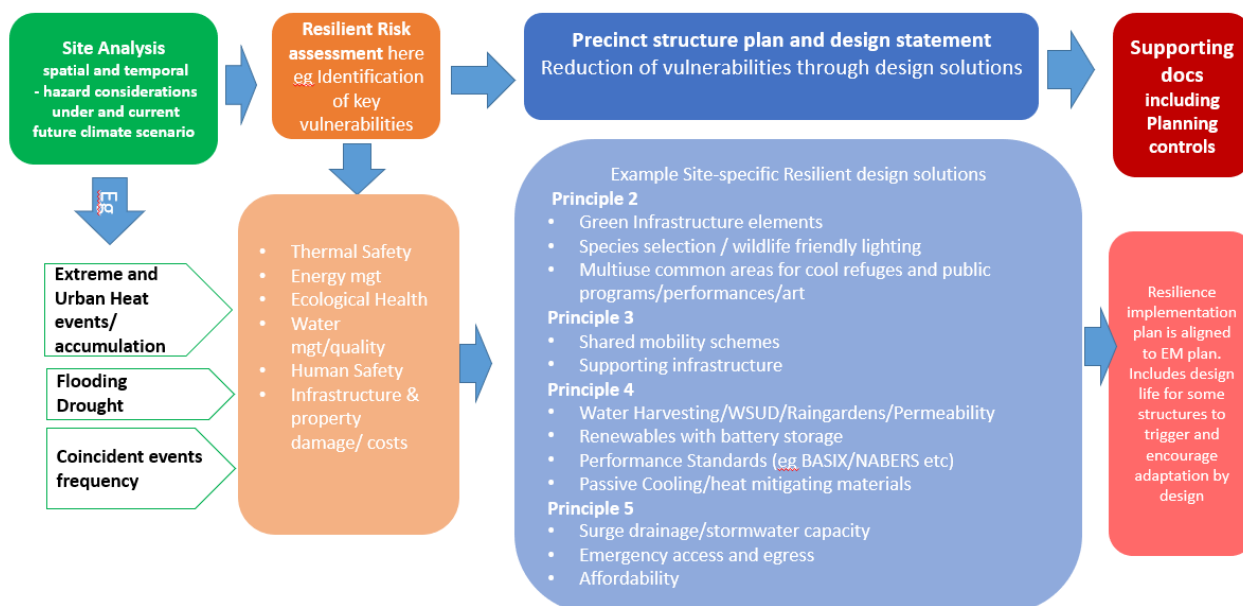 Site Analysis
spatial and temporal
- hazard considerations
under and current
future climate scenario
Resilient Risk
assessment here
eg Identification
of key
vulnerabilities
Precinct structure plan and design statement
Reduction of vulnerabilities through design solutions
Supporting
docs
including
Planning
controls
Eg
Extreme and
Urban Heat
events/
accumulation
Flooding
Drought
Coincident events
frequency
• Thermal Safety
• Energy mgt
• Ecological Health
• Water
mgt/quality
• Human Safety
• Infrastructure &
property
damage/ costs
Example Site-specific Resilient design solutions
Principle 2
• Green Infrastructure elements
• Species selection / wildlife friendly lighting
• Multiuse common areas for cool refuges and public
programs/performances/art
Principle 3
• Shared mobility schemes
• Supporting infrastructure
Principle 4
• Water Harvesting/WSUD/Raingardens/Permeability
• Renewables with battery storage
• Performance Standards (eg BASIX/NABERS etc)
• Passive Cooling/heat mitigating materials
Principle 5
• Surge drainage/stormwater capacity
• Emergency access and egress
• Affordability
Resilience
implementation
plan is aligned
to EM plan.
Includes design
life for some
structures to
trigger and
encourage
adaptation by
design